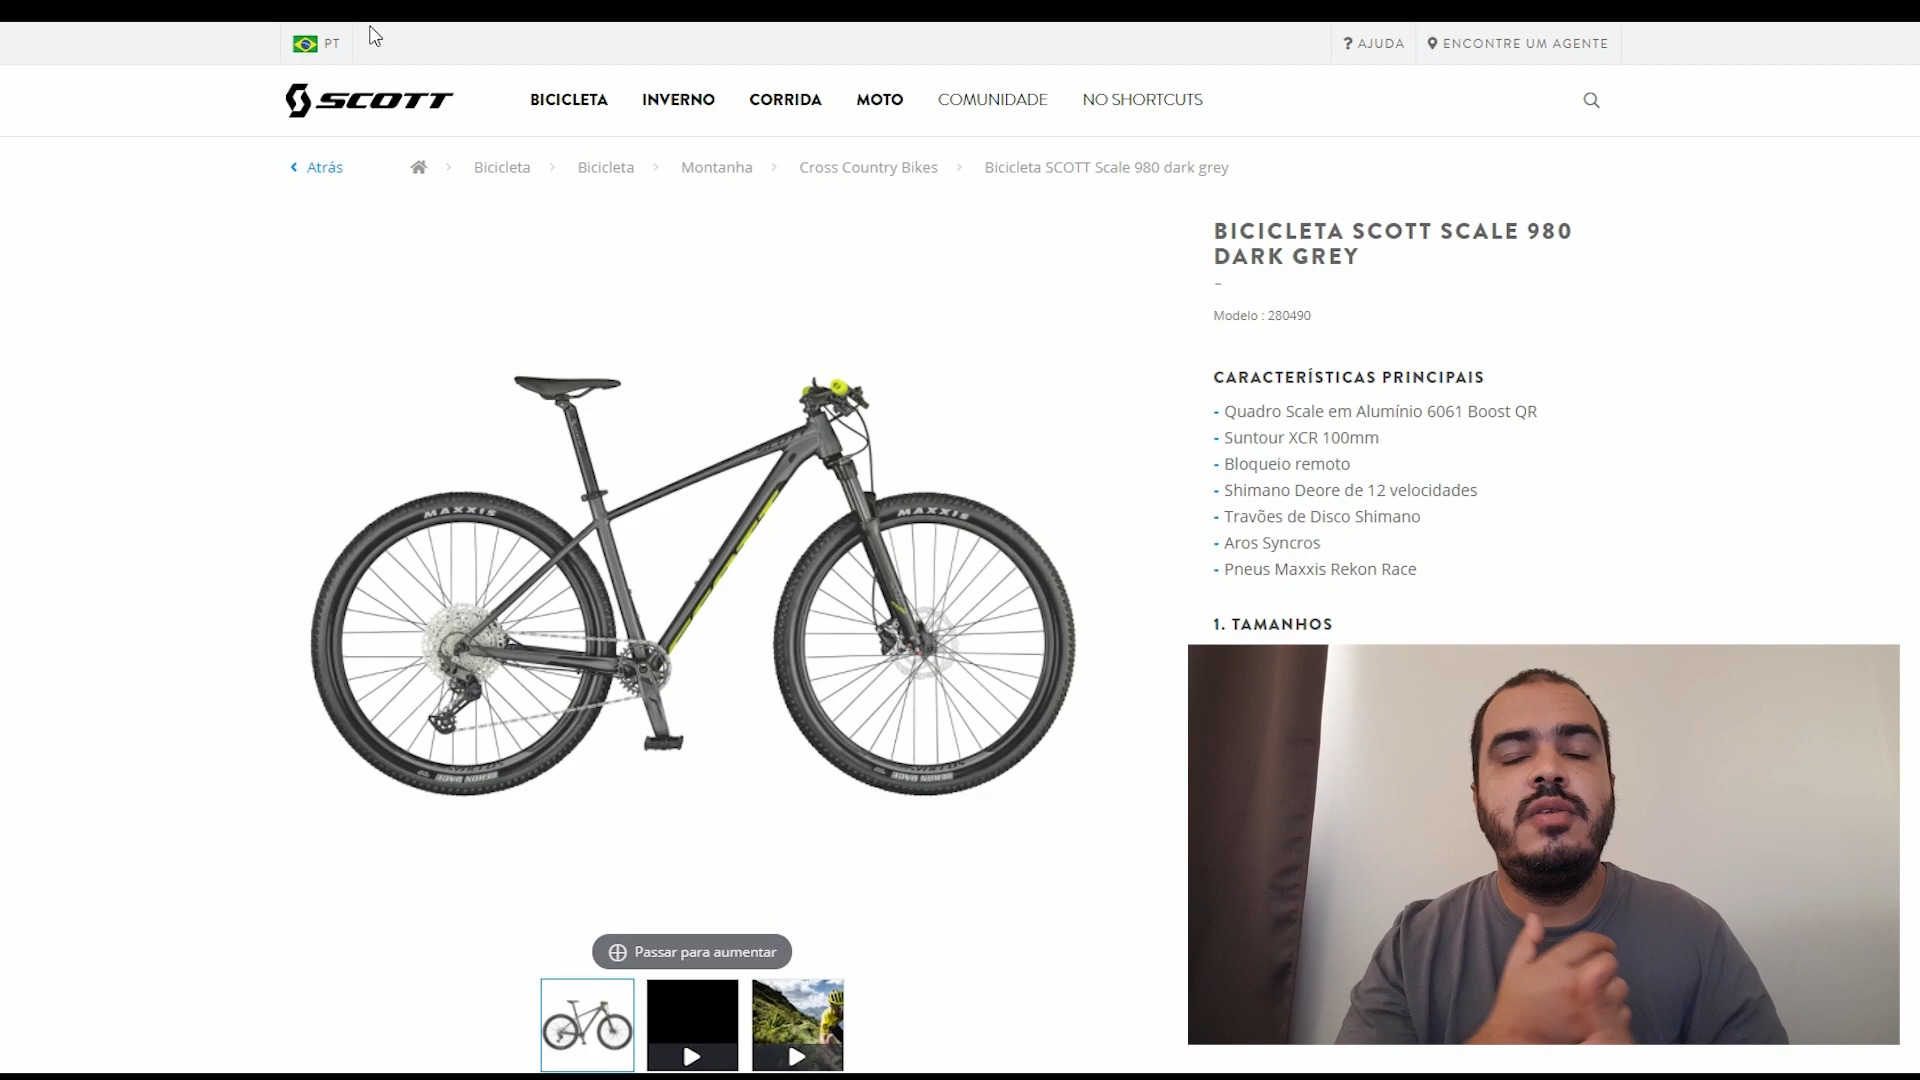 PT
? AJUDA
ENCONTRE UM AGENTE
SCOTT
BICICLETA
INVERNO
CORRIDA
MOTO
COMUNIDADE
NO SHORTCUTS
Atrás
Bicicleta
Bicicleta
Montanha
Cross Country Bikes
Bicicleta SCOTT Scale 980 dark grey
BICICLETA SCOTT SCALE 980
DARK GREY
–
Modelo : 280490
CARACTERÍSTICAS PRINCIPAIS
- Quadro Scale em Alumínio 6061 Boost QR
- Suntour XCR 100mm
- Bloqueio remoto
- Shimano Deore de 12 velocidades
- Travões de Disco Shimano
- Aros Syncros
- Pneus Maxxis Rekon Race
1. TAMANHOS
MAXXIS
MAXXIS
Passar para aumentar